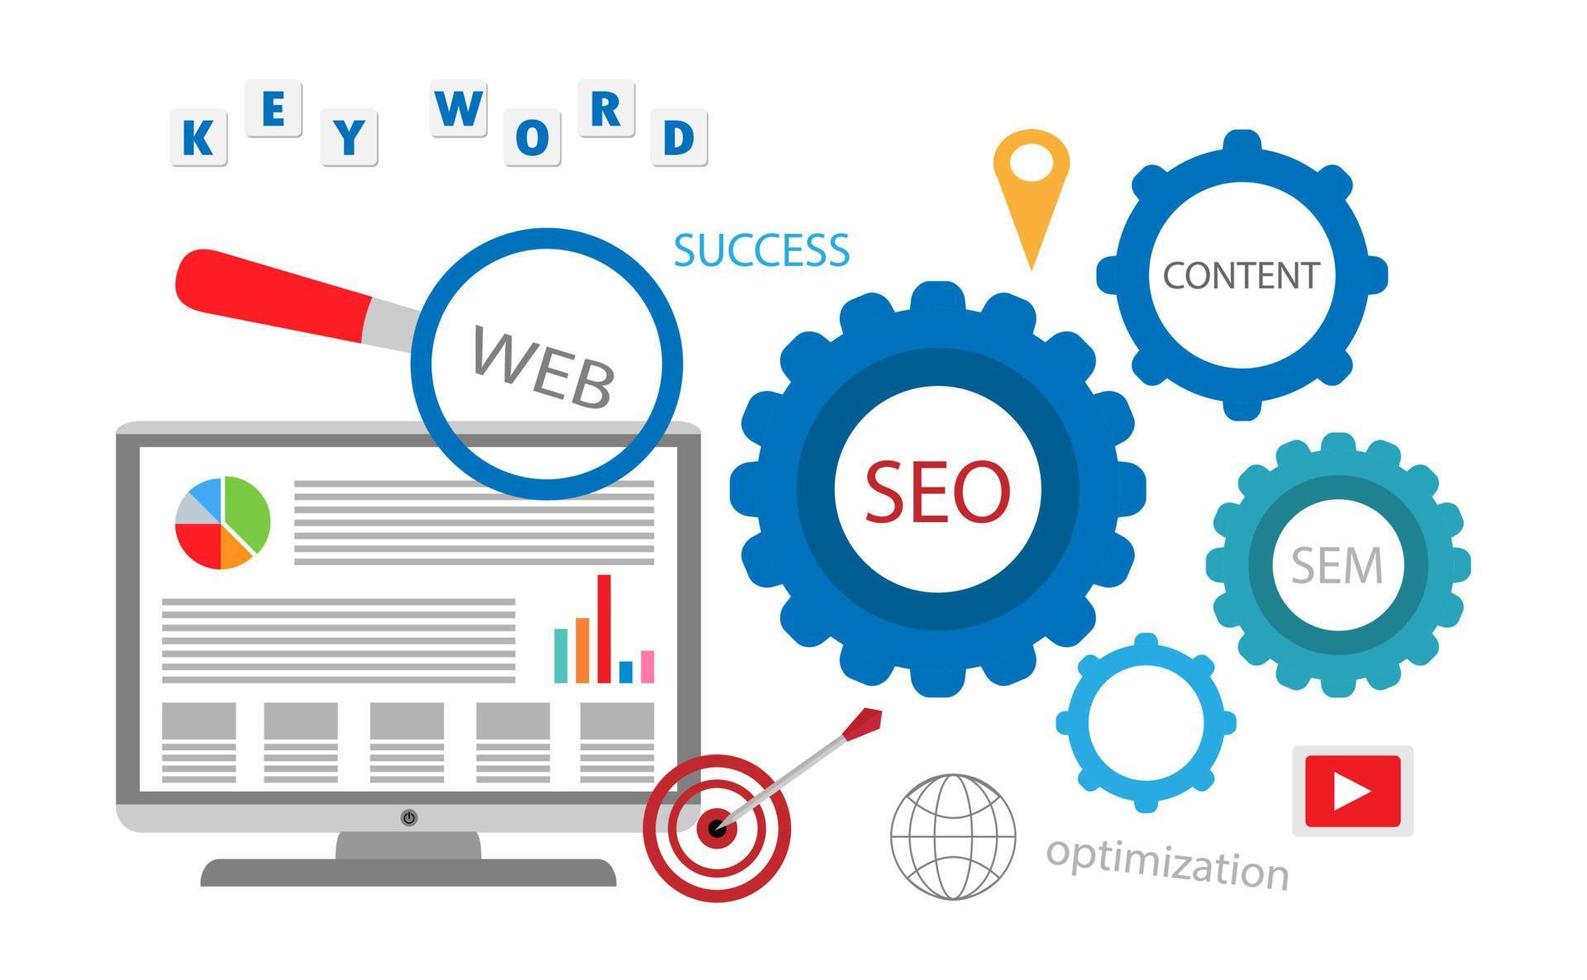 KEY WORD
SUCCESS
WEB
CONTENT
SEO
SEM
optimization